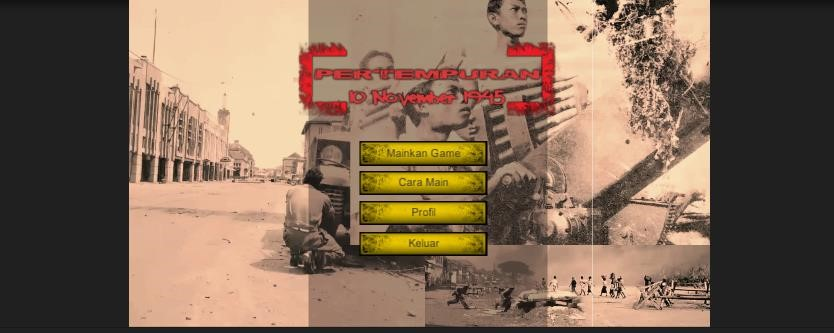 PERTEMPURAN
10 November 1945
Mainkan Game
Cara Main
Profil
Keluar